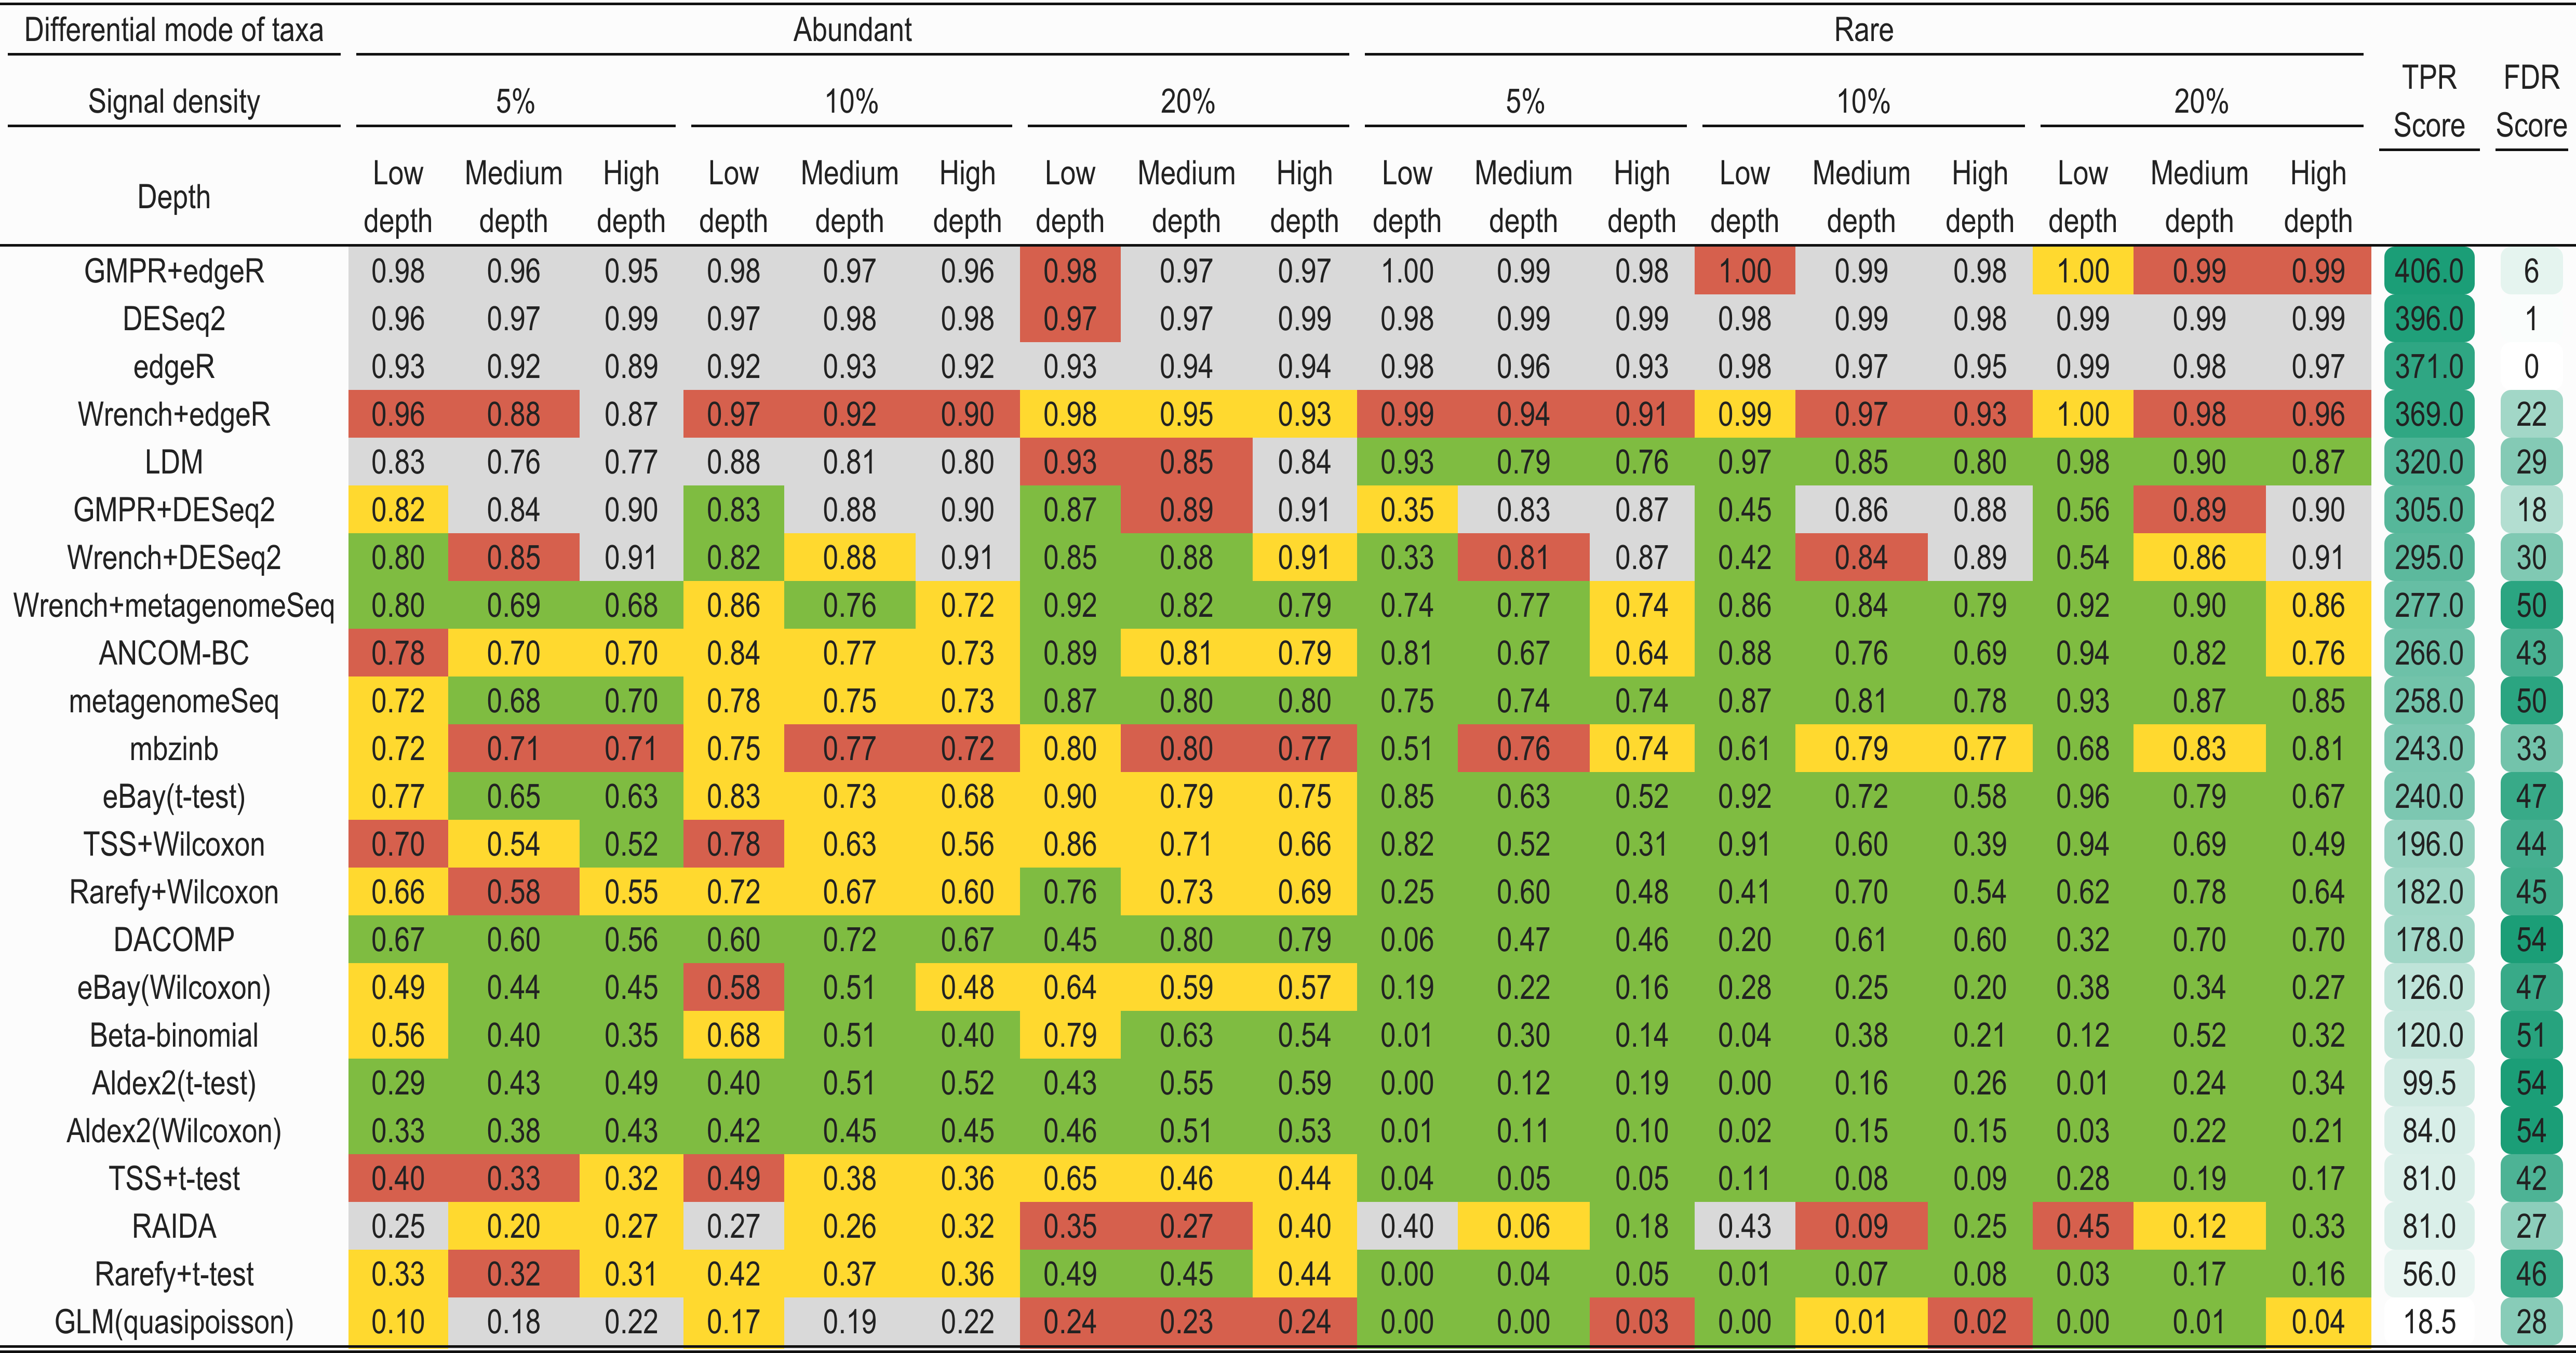 Differential mode of taxa Abundant Rare
Signal density 5% 10% 20% 5% 10% 20% TPR Score FDR Score
Depth Low depth Medium depth High depth Low depth Medium depth High depth Low depth Medium depth High depth Low depth Medium depth High depth Low depth Medium depth High depth Low depth Medium depth High depth
GMPR+edgeR 0.98 0.96 0.95 0.98 0.97 0.96 0.98 0.97 0.97 1.00 0.99 0.98 1.00 0.99 0.98 1.00 0.99 0.99 406.0 6
DESeq2 0.96 0.97 0.99 0.97 0.98 0.98 0.97 0.97 0.99 0.98 0.99 0.99 0.98 0.99 0.98 0.99 0.99 0.99 396.0 1
edgeR 0.93 0.92 0.89 0.92 0.93 0.92 0.93 0.94 0.94 0.98 0.96 0.93 0.98 0.97 0.95 0.99 0.98 0.97 371.0 0
Wrench+edgeR 0.96 0.88 0.87 0.97 0.92 0.90 0.98 0.95 0.93 0.99 0.94 0.91 0.99 0.97 0.93 1.00 0.98 0.96 369.0 22
LDM 0.83 0.76 0.77 0.88 0.81 0.80 0.93 0.85 0.84 0.93 0.79 0.76 0.97 0.85 0.80 0.98 0.90 0.87 320.0 29
GMPR+DESeq2 0.82 0.84 0.90 0.83 0.88 0.90 0.87 0.89 0.91 0.35 0.83 0.87 0.45 0.86 0.88 0.56 0.89 0.90 305.0 18
Wrench+DESeq2 0.80 0.85 0.91 0.82 0.88 0.91 0.85 0.88 0.91 0.33 0.81 0.87 0.42 0.84 0.89 0.54 0.86 0.91 295.0 30
Wrench+metagenomeSeq 0.80 0.69 0.68 0.86 0.76 0.72 0.92 0.82 0.79 0.74 0.77 0.74 0.86 0.84 0.79 0.92 0.90 0.86 277.0 50
ANCOM-BC 0.78 0.70 0.70 0.84 0.77 0.73 0.89 0.81 0.79 0.81 0.67 0.64 0.88 0.76 0.69 0.94 0.82 0.76 266.0 43
metagenomeSeq 0.72 0.68 0.70 0.78 0.75 0.73 0.87 0.80 0.80 0.75 0.74 0.74 0.87 0.81 0.78 0.93 0.87 0.85 258.0 50
mbzinb 0.72 0.71 0.71 0.75 0.77 0.72 0.80 0.80 0.77 0.51 0.76 0.74 0.61 0.79 0.77 0.68 0.83 0.81 243.0 33
eBay(t-test) 0.77 0.65 0.63 0.83 0.73 0.68 0.90 0.79 0.75 0.85 0.63 0.52 0.92 0.72 0.58 0.96 0.79 0.67 240.0 47
TSS+Wilcoxon 0.70 0.54 0.52 0.78 0.63 0.56 0.86 0.71 0.66 0.82 0.52 0.31 0.91 0.60 0.39 0.94 0.69 0.49 196.0 44
Rarefy+Wilcoxon 0.66 0.58 0.55 0.72 0.67 0.60 0.76 0.73 0.69 0.25 0.60 0.48 0.41 0.70 0.54 0.62 0.78 0.64 182.0 45
DACOMP 0.67 0.60 0.56 0.60 0.72 0.67 0.45 0.80 0.79 0.06 0.47 0.46 0.20 0.61 0.60 0.32 0.70 0.70 178.0 54
eBay(Wilcoxon) 0.49 0.44 0.45 0.58 0.51 0.48 0.64 0.59 0.57 0.19 0.22 0.16 0.28 0.25 0.20 0.38 0.34 0.27 126.0 47
Beta-binomial 0.56 0.40 0.35 0.68 0.51 0.40 0.79 0.63 0.54 0.01 0.30 0.14 0.04 0.38 0.21 0.12 0.52 0.32 120.0 51
Aldex2(t-test) 0.29 0.43 0.49 0.40 0.51 0.52 0.43 0.55 0.59 0.00 0.12 0.19 0.00 0.16 0.26 0.01 0.24 0.34 99.5 54
Aldex2(Wilcoxon) 0.33 0.38 0.43 0.42 0.45 0.45 0.46 0.51 0.53 0.01 0.11 0.10 0.02 0.15 0.15 0.03 0.22 0.21 84.0 54
TSS+t-test 0.40 0.33 0.32 0.49 0.38 0.36 0.65 0.46 0.44 0.04 0.05 0.05 0.11 0.08 0.09 0.28 0.19 0.17 81.0 42
RAIDA 0.25 0.20 0.27 0.27 0.26 0.32 0.35 0.27 0.40 0.40 0.06 0.18 0.43 0.09 0.25 0.45 0.12 0.33 81.0 27
Rarefy+t-test 0.33 0.32 0.31 0.42 0.37 0.36 0.49 0.45 0.44 0.00 0.04 0.05 0.01 0.07 0.08 0.03 0.17 0.16 56.0 46
GLM(quasipoisson) 0.10 0.18 0.22 0.17 0.19 0.22 0.24 0.23 0.24 0.00 0.00 0.03 0.00 0.01 0.02 0.00 0.01 0.04 18.5 28